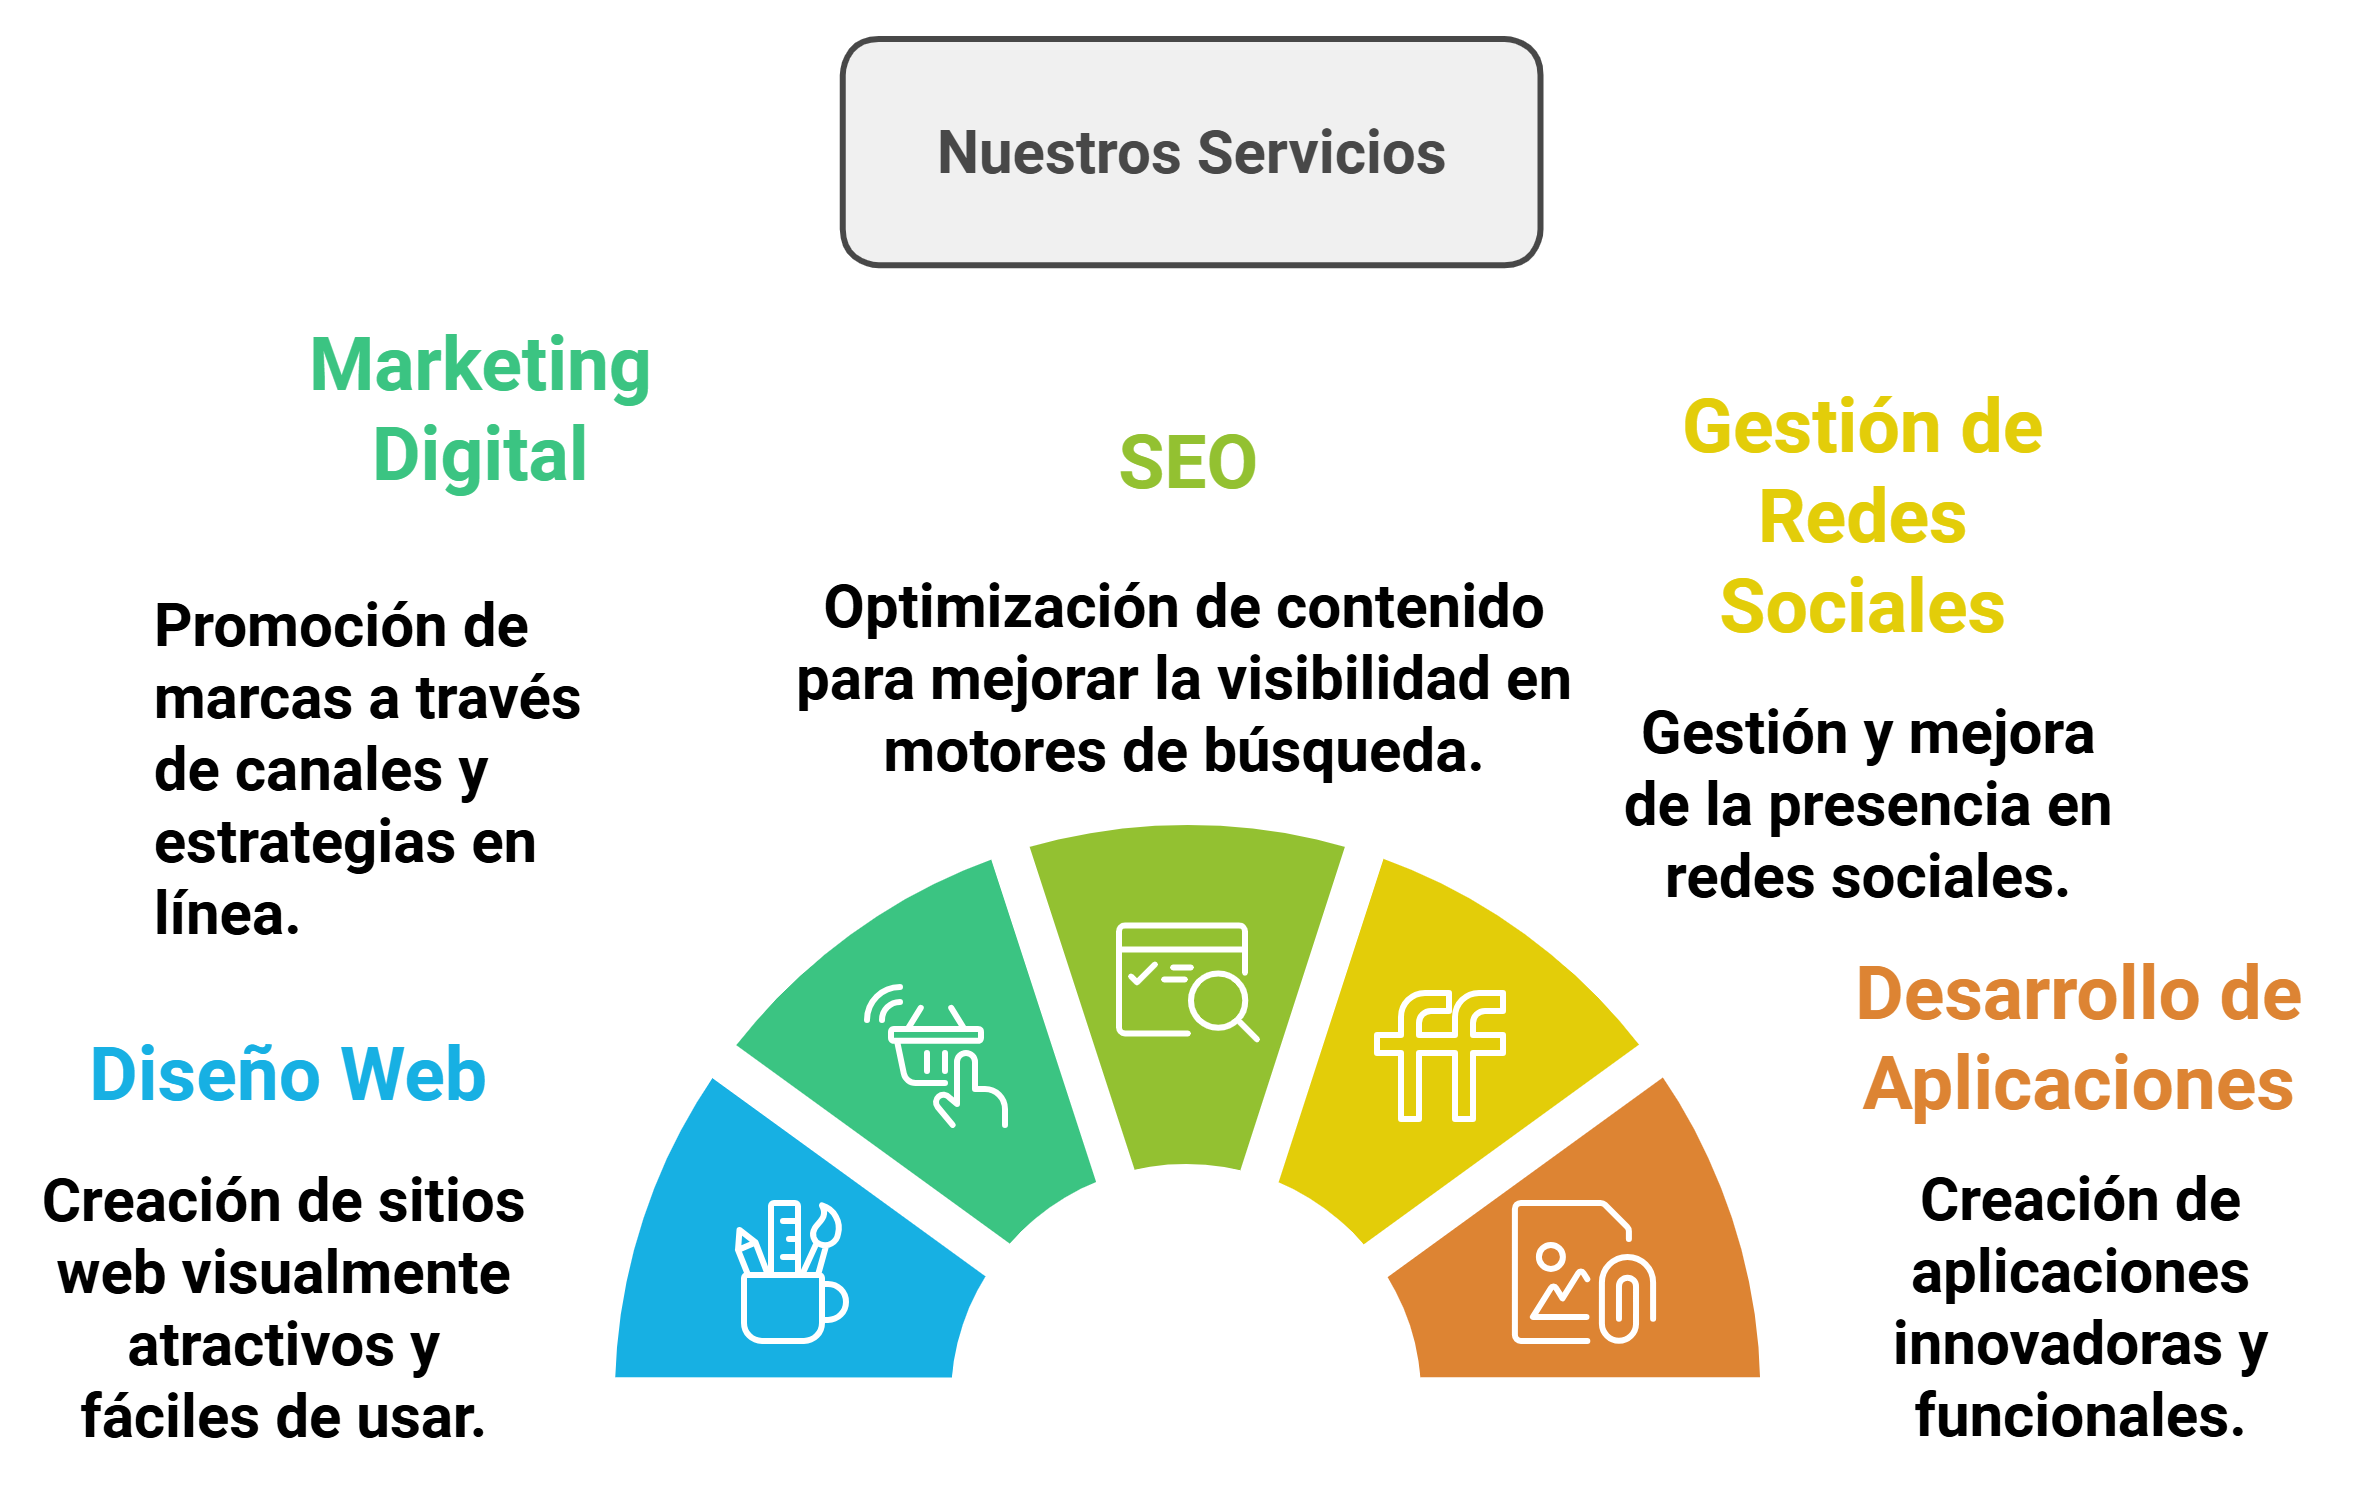 Nuestros Servicios
Marketing
Digital
Promoción de
marcas a través
de canales y
estrategias en
línea.
SEO
Optimización de contenido
para mejorar la visibilidad en
motores de búsqueda.
Gestión de
Redes
Sociales
Gestión y mejora
de la presencia en
redes sociales.
Diseño Web
Creación de sitios
web visualmente
atractivos y
fáciles de usar.
Desarrollo de
Aplicaciones
Creación de
aplicaciones
innovadoras y
funcionales.